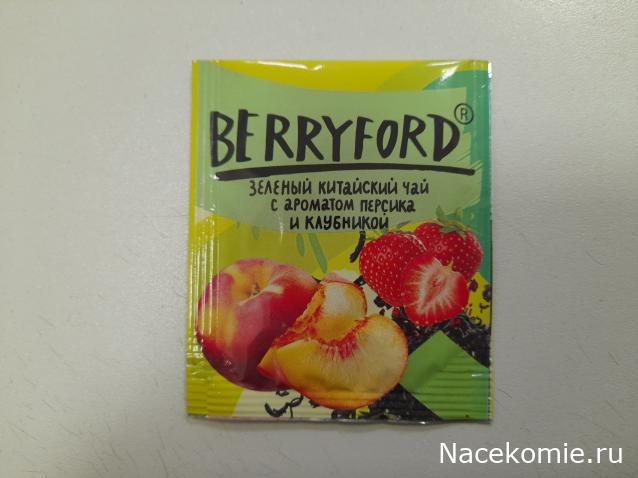 BERRYFORD®
ЗЕЛЕНЫЙ КИТАЙСКИЙ ЧАЙ
С АРОМАТОМ ПЕРСИКА
И КЛУБНИКОЙ
Nacekomie.ru